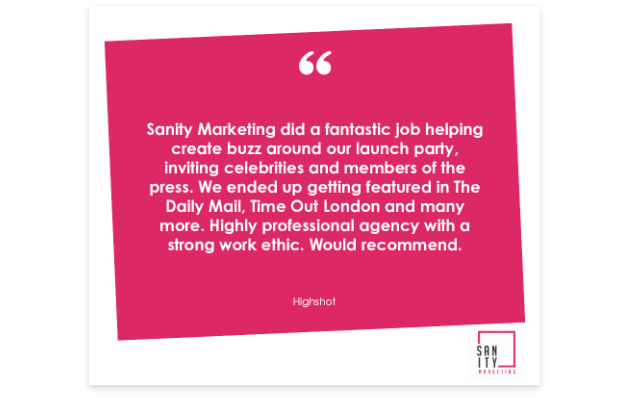 “
Sanity Marketing did a fantastic job helping
create buzz around our launch party,
inviting celebrities and members of the
press. We ended up getting featured in The
Daily Mail, Time Out London and many
more. Highly professional agency with a
strong work ethic. Would recommend.
Highshot
SAN
ITY
MARKETING